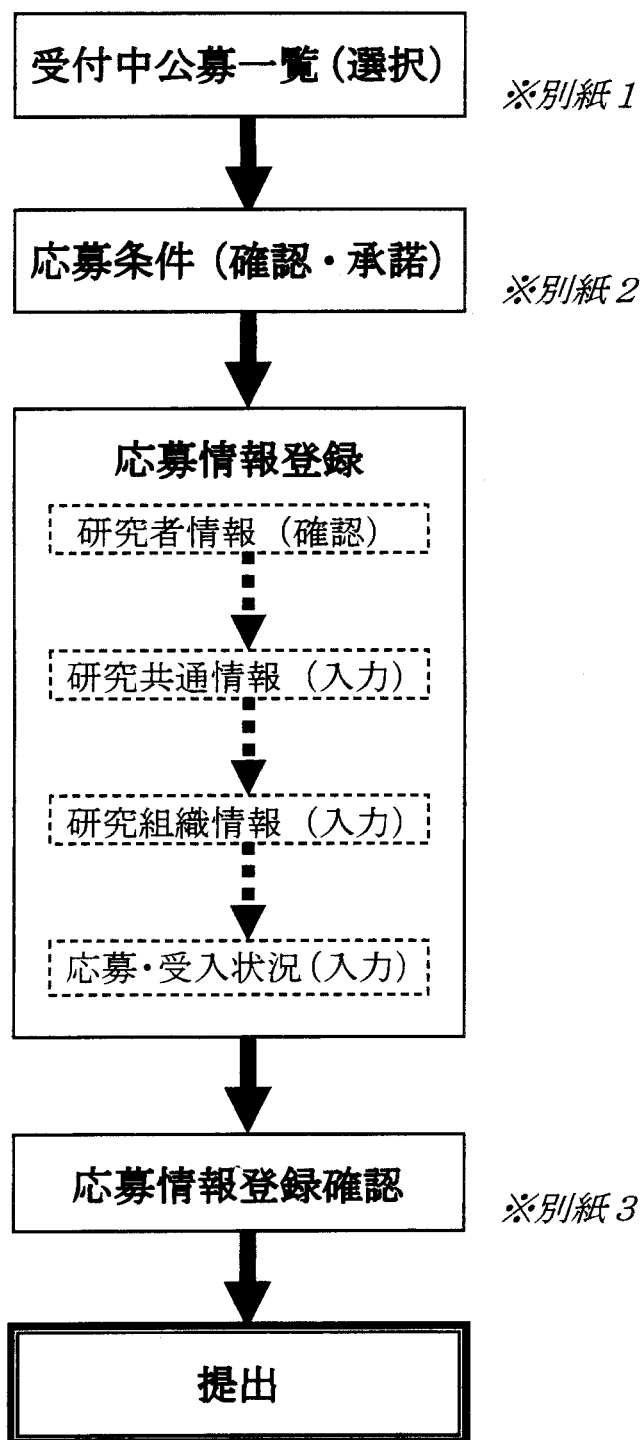 受付中公募一覧（選択）
※別紙1
応募条件（確認・承諾）
※別紙2
応募情報登録
研究者情報（確認）
研究共通情報（入力）
研究組織情報（入力）
応募・受入状況（入力）
応募情報登録確認
※別紙3
提出